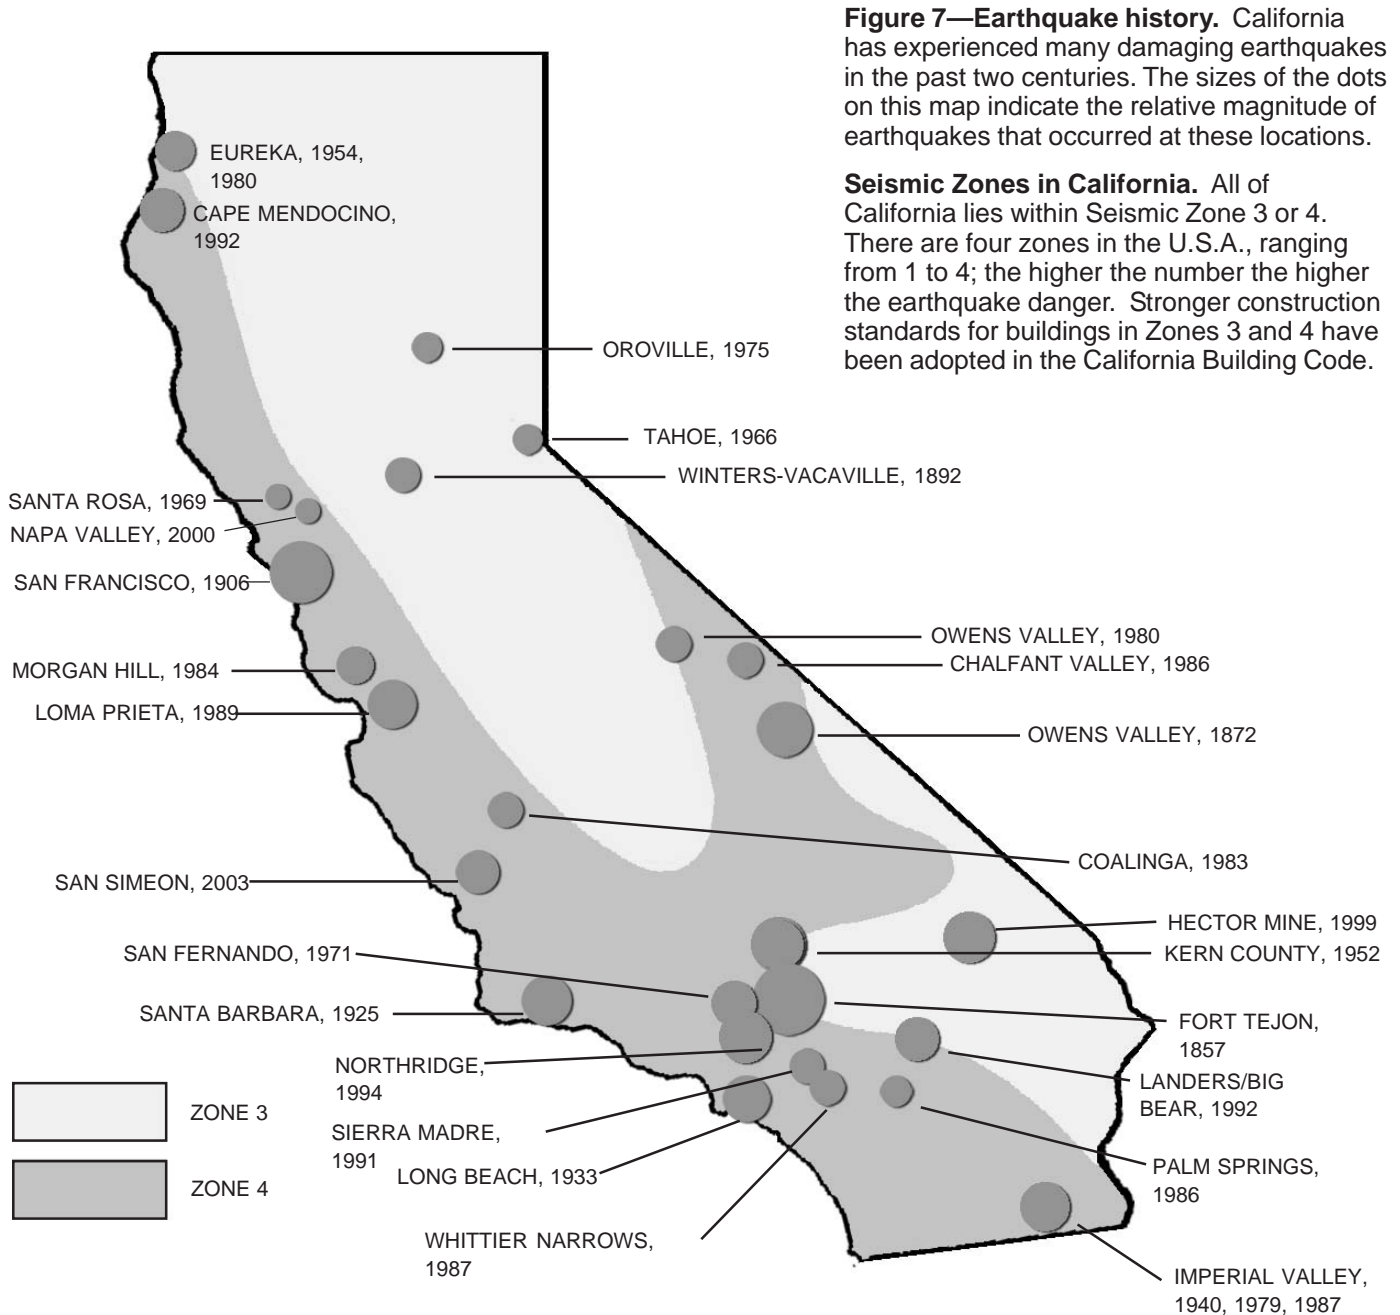 Figure 7—Earthquake history. California
has experienced many damaging earthquakes
in the past two centuries. The sizes of the dots
on this map indicate the relative magnitude of
earthquakes that occurred at these locations.
Seismic Zones in California. All of
California lies within Seismic Zone 3 or 4.
There are four zones in the U.S.A., ranging
from 1 to 4; the higher the number the higher
the earthquake danger. Stronger construction
standards for buildings in Zones 3 and 4 have
been adopted in the California Building Code.
EUREKA, 1954,
1980
CAPE MENDOCINO,
1992
OROVILLE, 1975
TAHOE, 1966
WINTERS-VACAVILLE, 1892
SANTA ROSA, 1969
NAPA VALLEY, 2000
SAN FRANCISCO, 1906
OWENS VALLEY, 1980
CHALFANT VALLEY, 1986
MORGAN HILL, 1984
LOMA PRIETA, 1989
OWENS VALLEY, 1872
COALINGA, 1983
SAN SIMEON, 2003
HECTOR MINE, 1999
KERN COUNTY, 1952
SAN FERNANDO, 1971
SANTA BARBARA, 1925
FORT TEJON,
1857
NORTHRIDGE,
1994
LANDERS/BIG
BEAR, 1992
ZONE 3
SIERRA MADRE,
1991
LONG BEACH, 1933
PALM SPRINGS,
1986
ZONE 4
WHITTIER NARROWS,
1987
IMPERIAL VALLEY,
1940, 1979, 1987